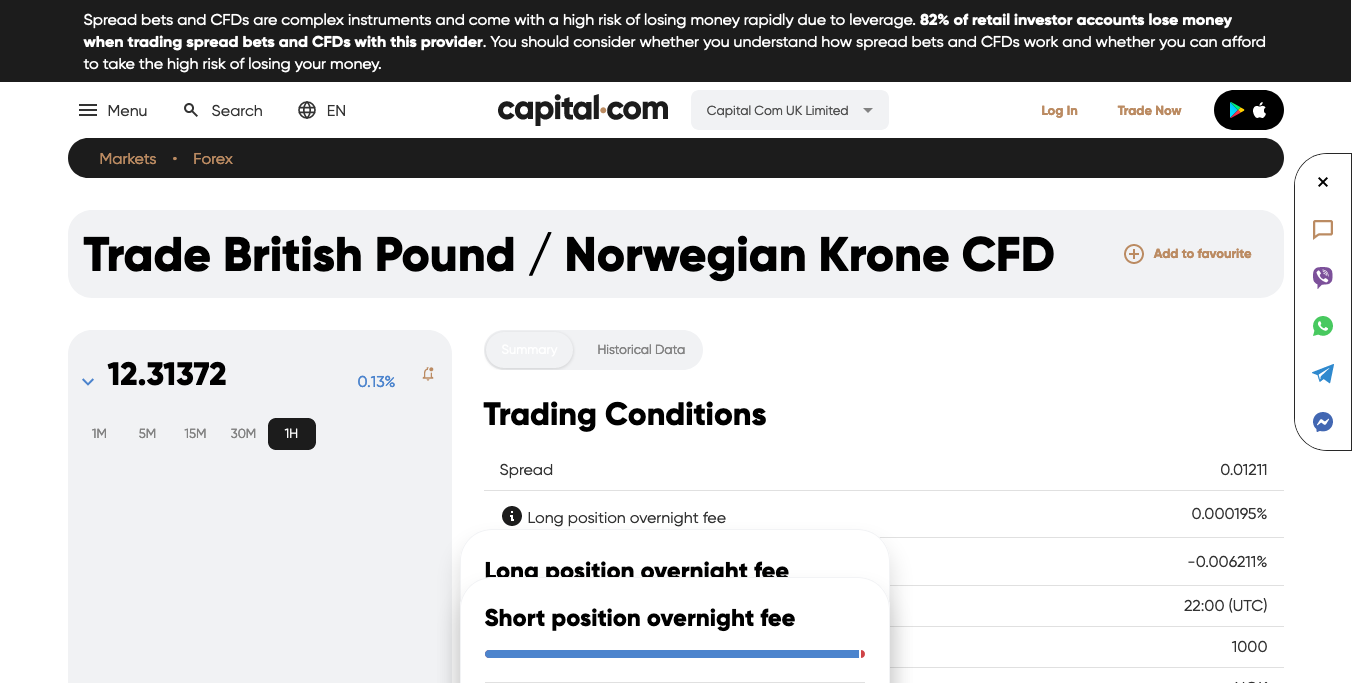 Spread bets and CFDs are complex instruments and come with a high risk of losing money rapidly due to leverage. 82% of retail investor accounts lose money
when trading spread bets and CFDs with this provider. You should consider whether you understand how spread bets and CFDs work and whether you can afford
to take the high risk of losing your money.
Menu Search EN capital.com Capital Com UK Limited Log In Trade Now
Markets • Forex
Trade British Pound / Norwegian Krone CFD Add to favourite
12.31372 0.13%
1M 5M 15M 30M 1H
Summary Historical Data
Trading Conditions
Spread 0.01211
Long position overnight fee 0.000195%
Long position overnight fee
-0.006211%
Short position overnight fee
22:00 (UTC)
1000